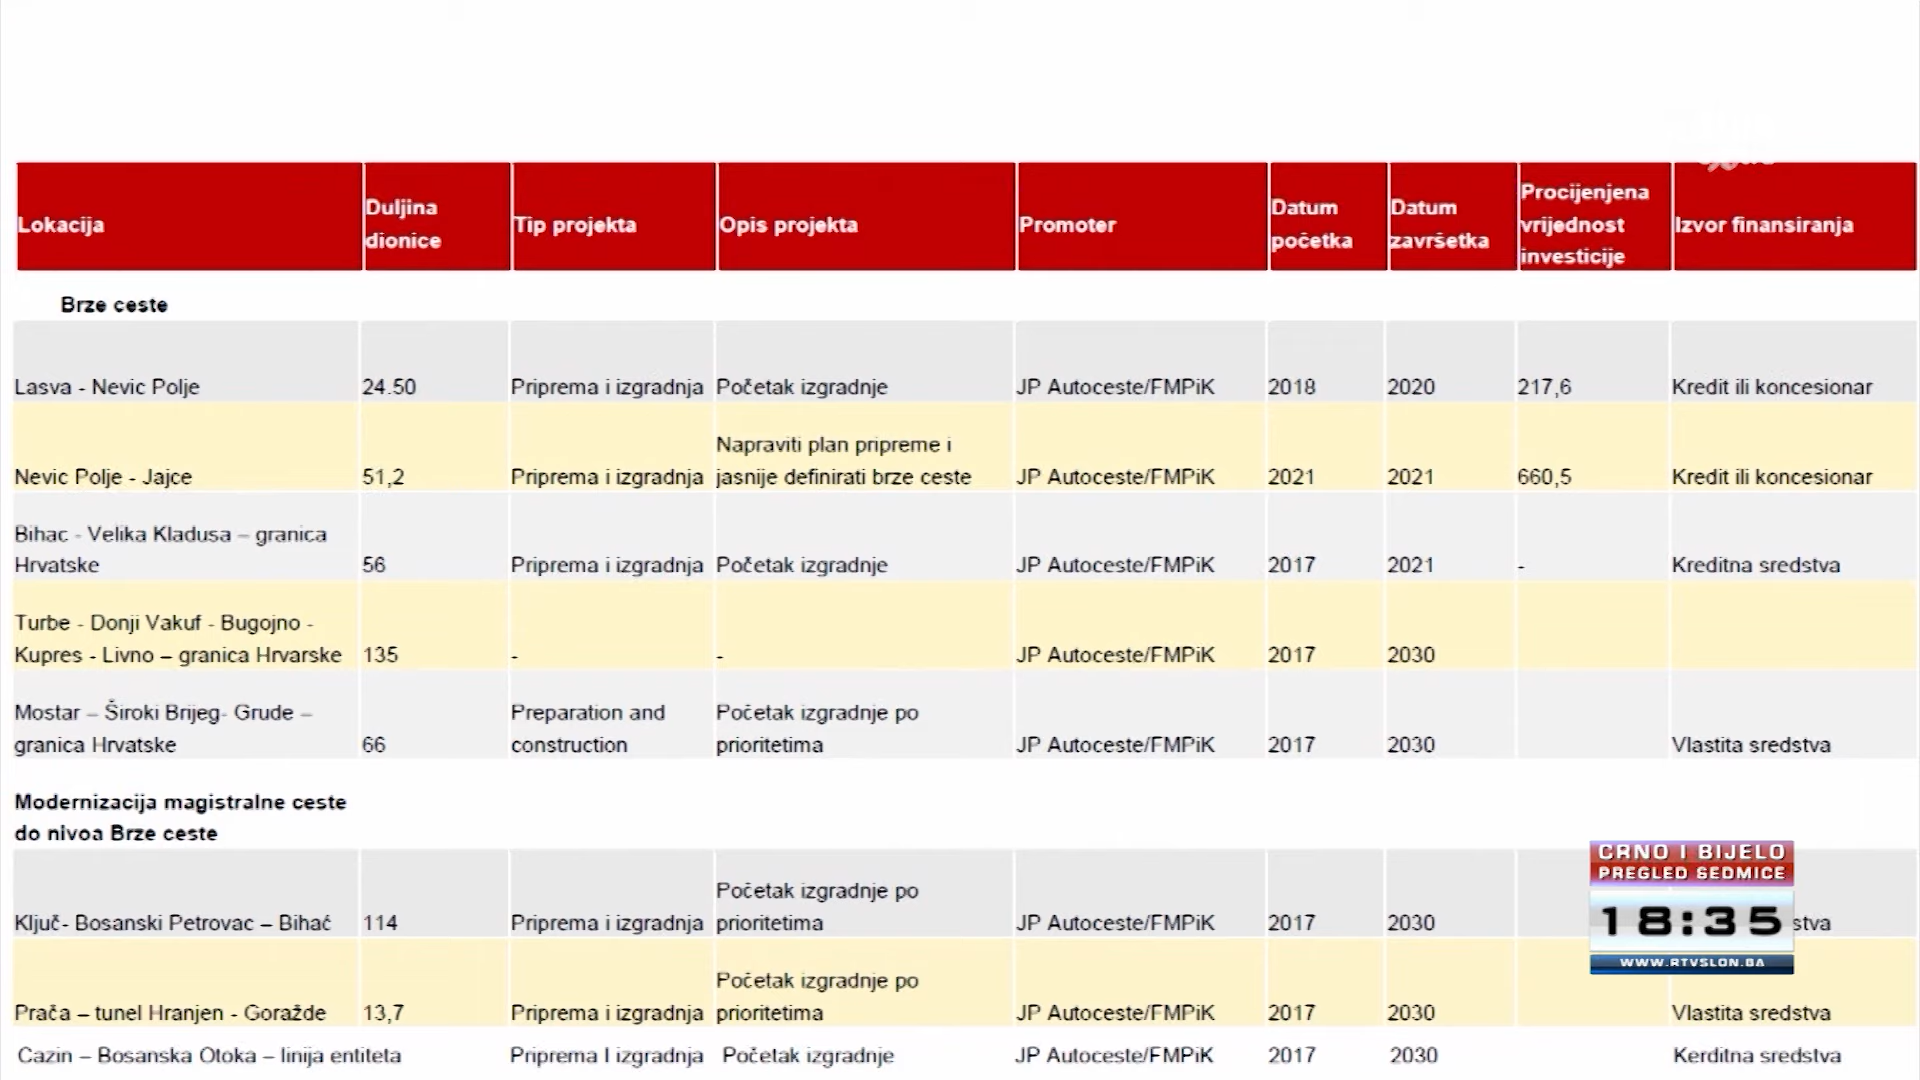 Lokacija Duljina dionice Tip projekta Opis projekta Promoter Datum početka Datum završetka Procijenjena vrijednost investicije Izvor finansiranja
Brze ceste
Lasva - Nevic Polje 24.50 Priprema i izgradnja Početak izgradnje JP Autoceste/FMPiK 2018 2020 217,6 Kredit ili koncesionar
Nevic Polje - Jajce 51,2 Priprema i izgradnja Napraviti plan pripreme i jasnije definirati brze ceste JP Autoceste/FMPiK 2021 2021 660,5 Kredit ili koncesionar
Bihac - Velika Kladusa – granica Hrvatske 56 Priprema i izgradnja Početak izgradnje JP Autoceste/FMPiK 2017 2021 - Kreditna sredstva
Turbe - Donji Vakuf - Bugojno - Kupres - Livno – granica Hrvarske 135 - - JP Autoceste/FMPiK 2017 2030
Mostar – Široki Brijeg- Grude – granica Hrvatske 66 Preparation and construction Početak izgradnje po prioritetima JP Autoceste/FMPiK 2017 2030 Vlastita sredstva
Modernizacija magistralne ceste
do nivoa Brze ceste
Ključ- Bosanski Petrovac – Bihać 114 Priprema i izgradnja Početak izgradnje po prioritetima JP Autoceste/FMPiK 2017 2030 stva
Prača – tunel Hranjen - Goražde 13,7 Priprema i izgradnja Početak izgradnje po prioritetima JP Autoceste/FMPiK 2017 2030 Vlastita sredstva
Cazin – Bosanska Otoka – linija entiteta Priprema I izgradnja Početak izgradnje JP Autoceste/FMPiK 2017 2030 Kerditna sredstva
CRNO I BIJELO
PREGLED SEDMICE
18:35
WWW.RTVSLON.BA